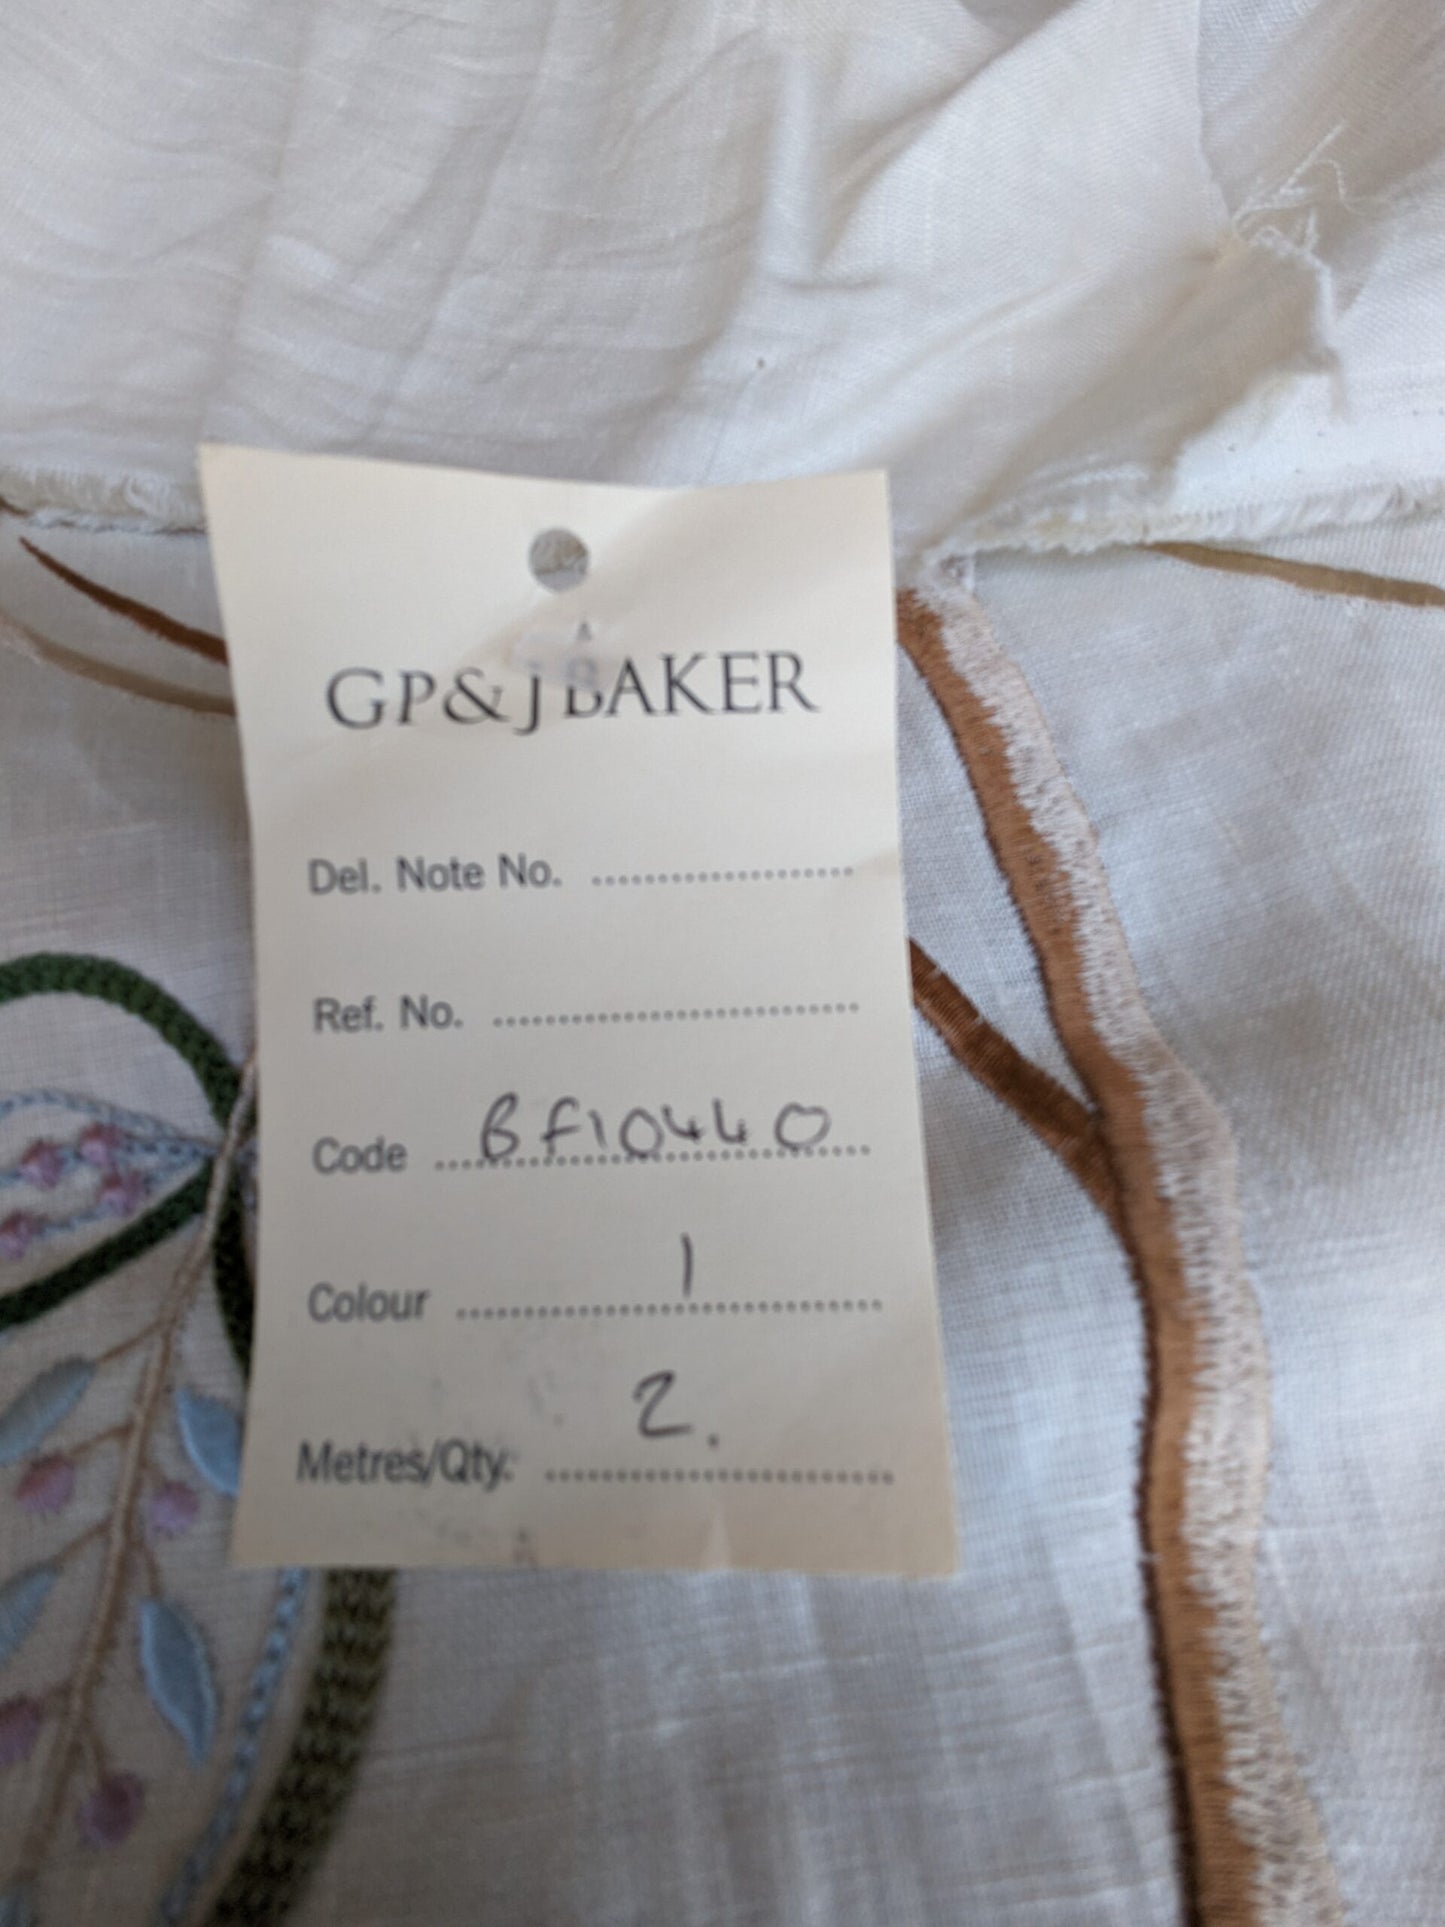 GP & J BAKER
Del. Note No. ....................
Ref. No. ............................
Code BF10440
Colour 1
Metres/Qty. 2.